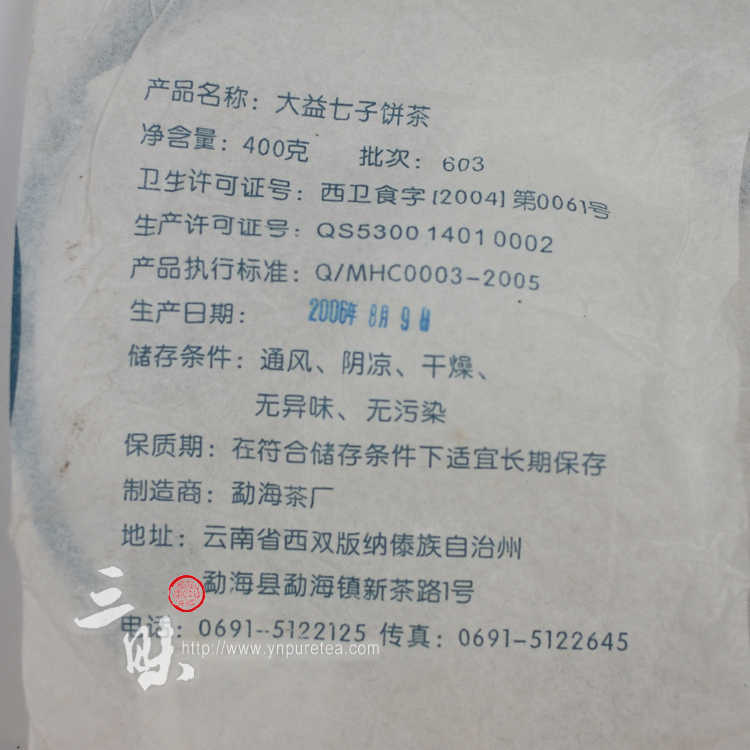 产品名称：大益七子饼茶
净含量：400克 批次：603
卫生许可证号：西卫食字［2004］第0061号
生产许可证号：QS5300 1401 0002
产品执行标准：Q/MHC0003-2005
生产日期： 2006年 8月 9日
储存条件：通风、阴凉、干燥、
无异味、无污染
保质期：在符合储存条件下适宜长期保存
制造商：勐海茶厂
地址：云南省西双版纳傣族自治州
勐海县勐海镇新茶路1号
电话：0691--5122125 传真：0691-5122645
三味
http://www.ynpuretea.com